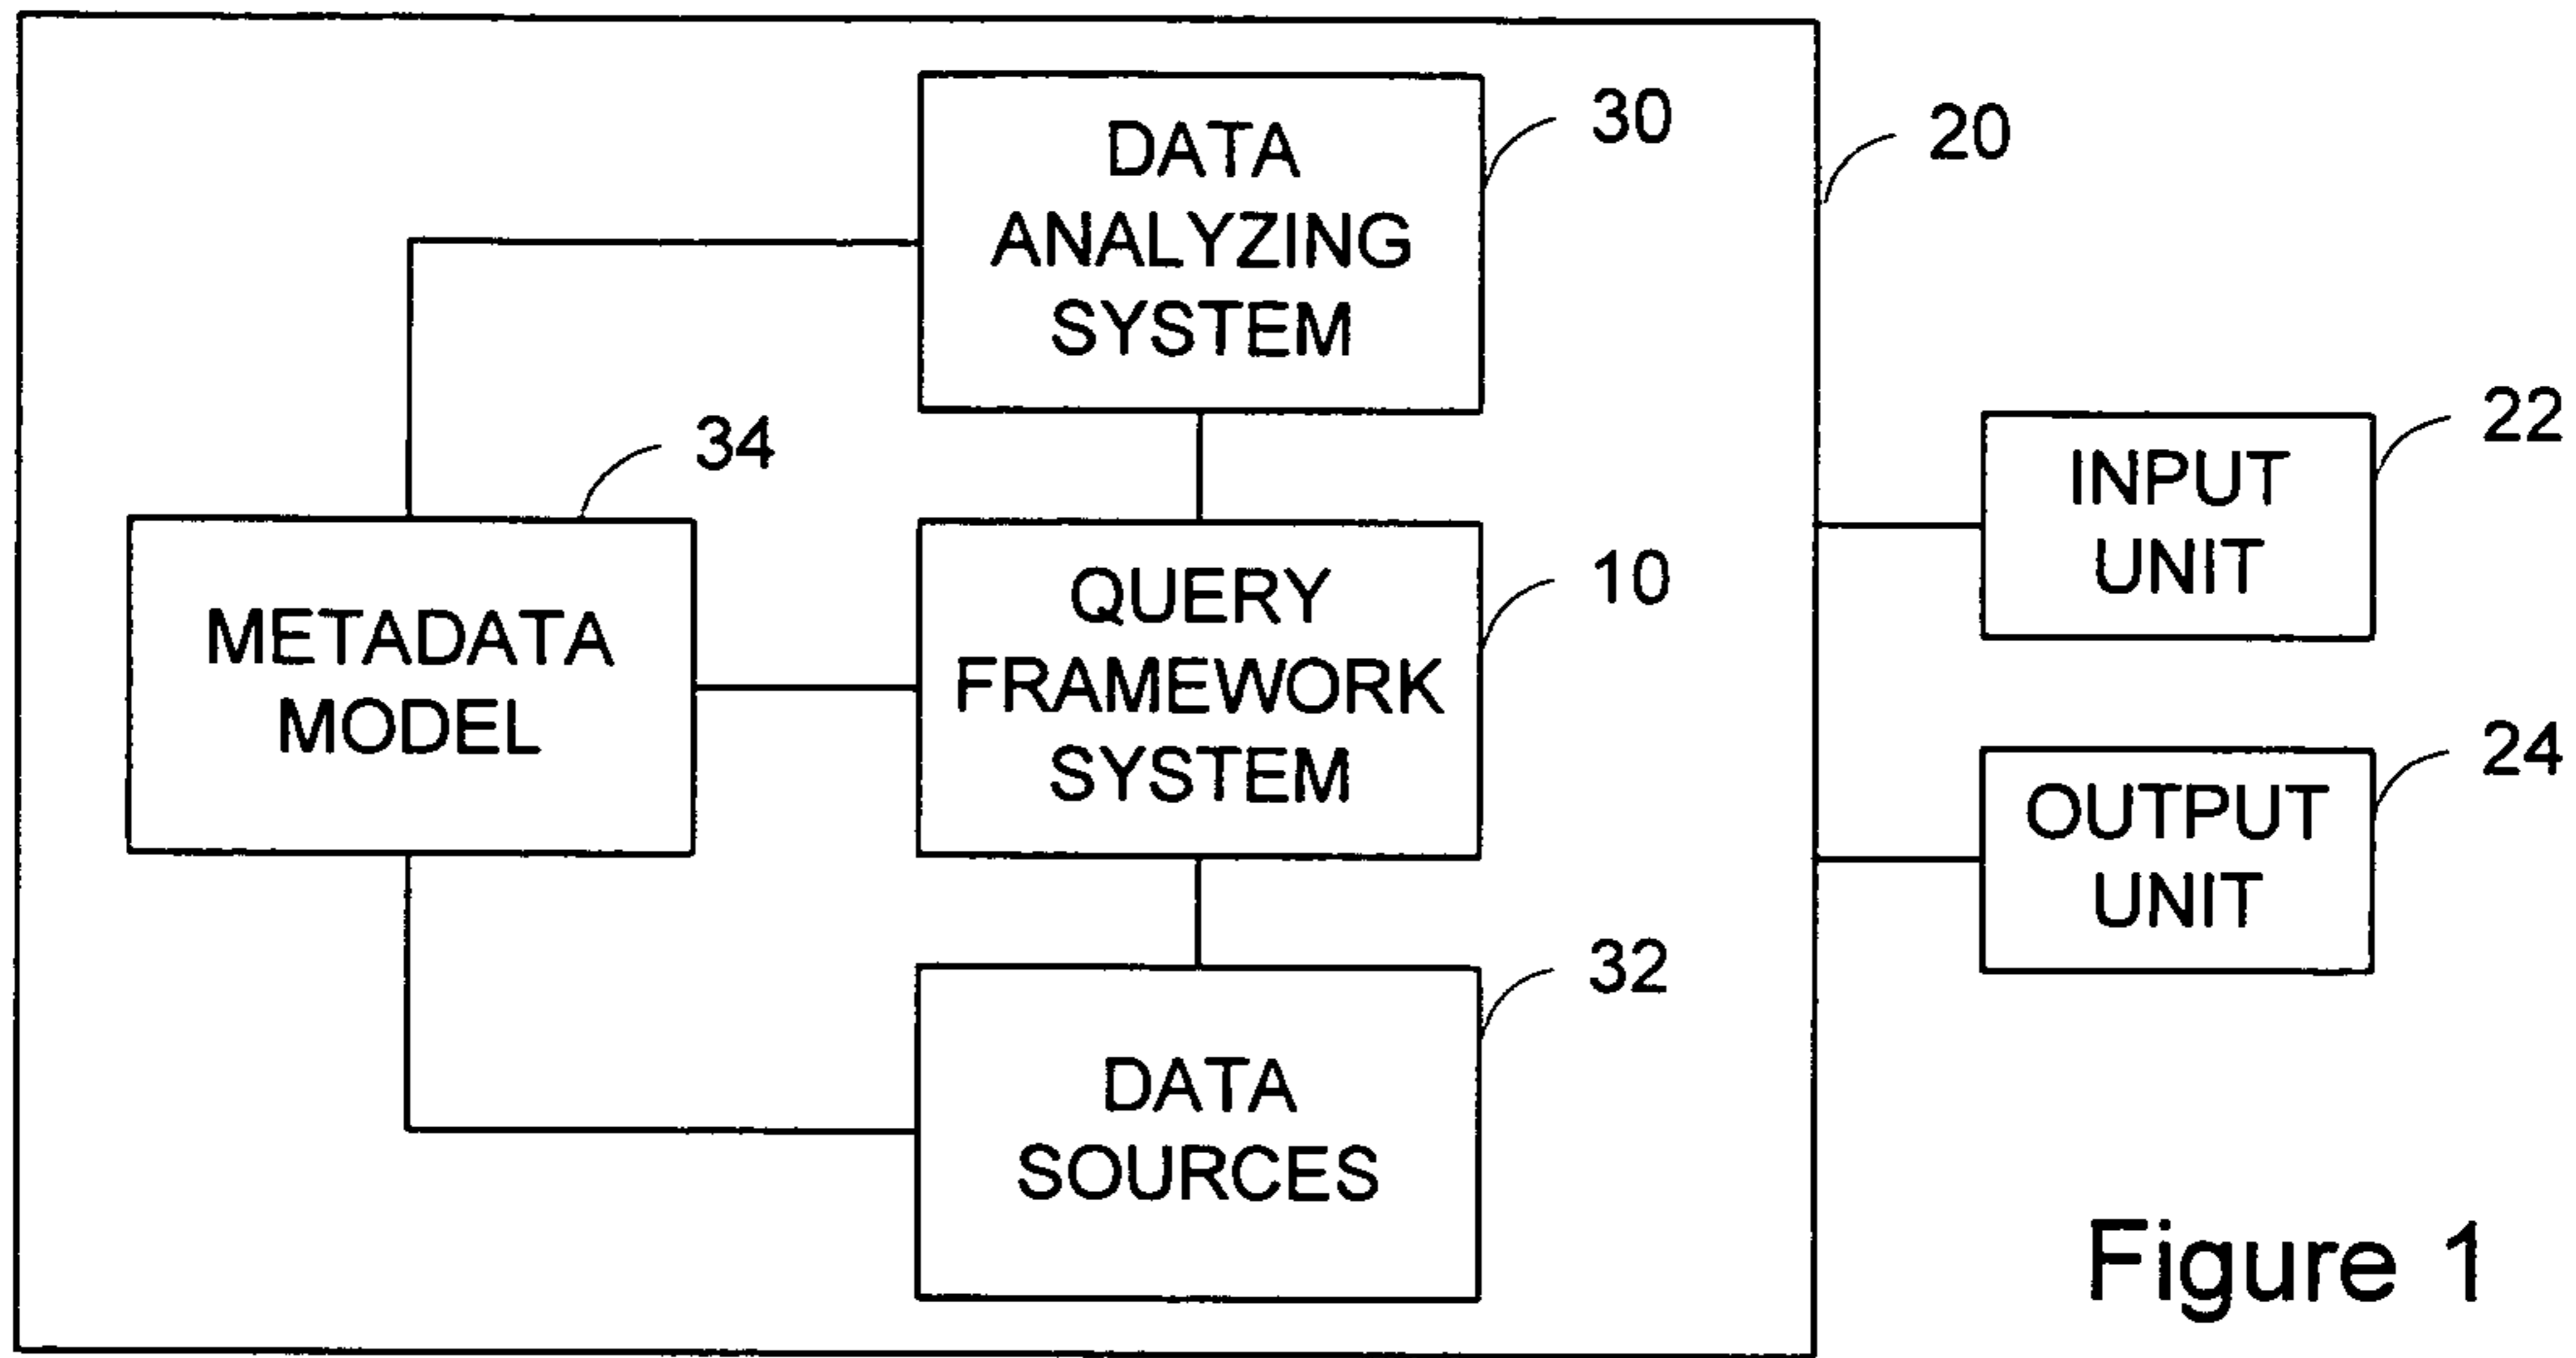 DATA
ANALYZING
SYSTEM
30
20
METADATA
MODEL
34
QUERY
FRAMEWORK
SYSTEM
10
INPUT
UNIT
22
OUTPUT
UNIT
24
DATA
SOURCES
32
Figure 1